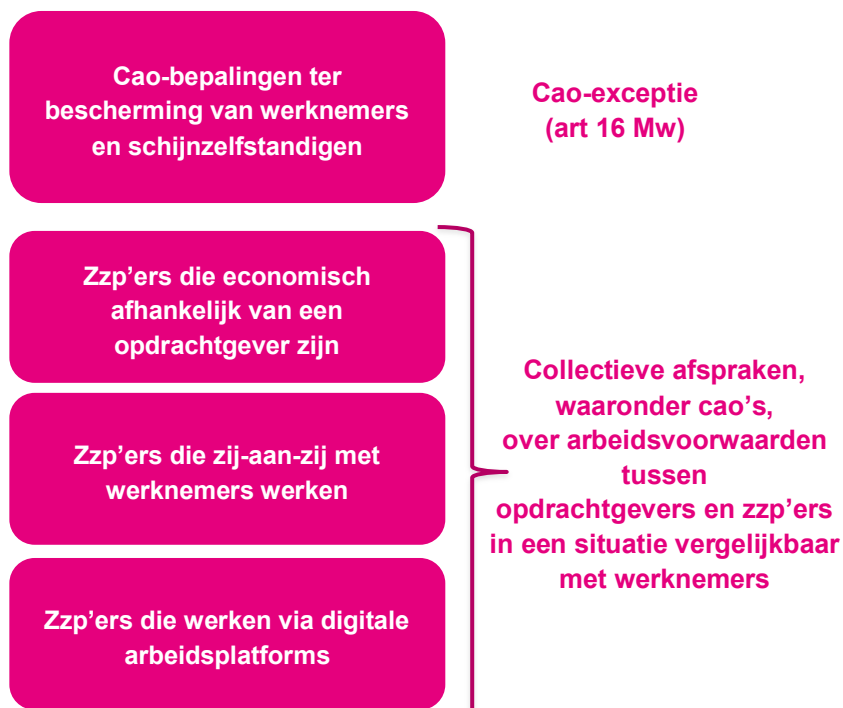 Cao-bepalingen ter
bescherming van werknemers
en schijnzelfstandigen
Cao-exceptie
(art 16 Mw)
Zzp’ers die economisch
afhankelijk van een
opdrachtgever zijn
Zzp’ers die zij-aan-zij met
werknemers werken
Zzp’ers die werken via digitale
arbeidsplatforms
Collectieve afspraken,
waaronder cao’s,
over arbeidsvoorwaarden
tussen
opdrachtgevers en zzp’ers
in een situatie vergelijkbaar
met werknemers